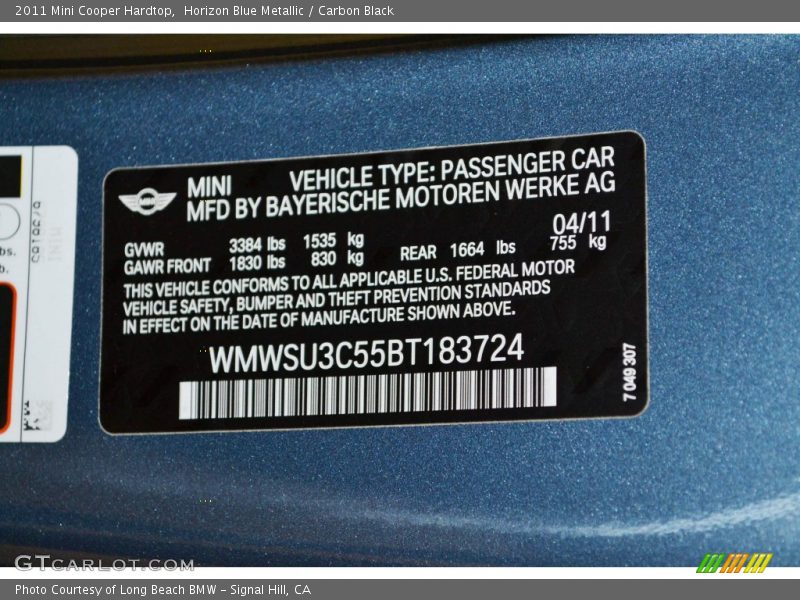 2011 Mini Cooper Hardtop,  Horizon Blue Metallic / Carbon Black
MINI
VEHICLE TYPE: PASSENGER CAR
MFD BY BAYERISCHE MOTOREN WERKE AG
04/11
GVWR 3384 lbs 1535 kg
GAWR FRONT 1830 lbs 830 kg REAR 1664 lbs 755 kg
THIS VEHICLE CONFORMS TO ALL APPLICABLE U.S. FEDERAL MOTOR
VEHICLE SAFETY, BUMPER AND THEFT PREVENTION STANDARDS
IN EFFECT ON THE DATE OF MANUFACTURE SHOWN ABOVE.
WMWSU3C55BT183724
7 049 307
GTCARLOT.COM
Photo Courtesy of Long Beach BMW – Signal Hill, CA